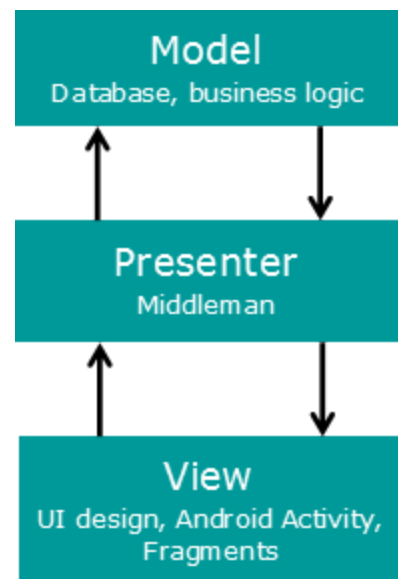 Model
Database, business logic
Presenter
Middleman
View
UI design, Android Activity,
Fragments